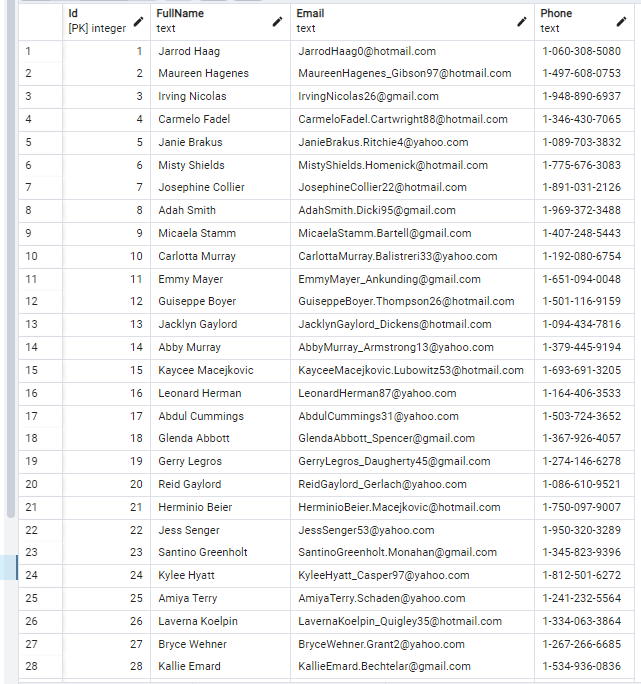 Id FullName Email Phone
[PK] integer text text text
1 1 Jarrod Haag JarrodHaag0@hotmail.com 1-060-308-5080
2 2 Maureen Hagenes MaureenHagenes_Gibson97@hotmail.com 1-497-608-0753
3 3 Irving Nicolas IrvingNicolas26@gmail.com 1-948-890-6937
4 4 Carmelo Fadel CarmeloFadel.Cartwright88@hotmail.com 1-346-430-7065
5 5 Janie Brakus JanieBrakus.Ritchie4@yahoo.com 1-089-703-3832
6 6 Misty Shields MistyShields.Homenick@hotmail.com 1-775-676-3083
7 7 Josephine Collier JosephineCollier22@hotmail.com 1-891-031-2126
8 8 Adah Smith AdahSmith.Dicki95@gmail.com 1-969-372-3488
9 9 Micaela Stamm MicaelaStamm.Bartell@gmail.com 1-407-248-5443
10 10 Carlotta Murray CarlottaMurray.Balistreri33@yahoo.com 1-192-080-6754
11 11 Emmy Mayer EmmyMayer_Ankunding@gmail.com 1-651-094-0048
12 12 Guiseppe Boyer GuiseppeBoyer.Thompson26@hotmail.com 1-501-116-9159
13 13 Jacklyn Gaylord JacklynGaylord_Dickens@hotmail.com 1-094-434-7816
14 14 Abby Murray AbbyMurray_Armstrong13@yahoo.com 1-379-445-9194
15 15 Kaycee Macejkovic KayceeMacejkovic.Lubowitz53@hotmail.com 1-693-691-3205
16 16 Leonard Herman LeonardHerman87@yahoo.com 1-164-406-3533
17 17 Abdul Cummings AbdulCummings31@yahoo.com 1-503-724-3652
18 18 Glenda Abbott GlendaAbbott_Spencer@gmail.com 1-367-926-4057
19 19 Gerry Legros GerryLegros_Daugherty45@gmail.com 1-274-146-6278
20 20 Reid Gaylord ReidGaylord_Gerlach@yahoo.com 1-086-610-9521
21 21 Herminio Beier HerminioBeier.Macejkovic@hotmail.com 1-750-097-9007
22 22 Jess Senger JessSenger53@yahoo.com 1-950-320-3289
23 23 Santino Greenholt SantinoGreenholt.Monahan@gmail.com 1-345-823-9396
24 24 Kylee Hyatt KyleeHyatt_Casper97@yahoo.com 1-812-501-6272
25 25 Amiya Terry AmiyaTerry.Schaden@yahoo.com 1-241-232-5564
26 26 Laverna Koelpin LavernaKoelpin_Quigley35@hotmail.com 1-334-063-3864
27 27 Bryce Wehner BryceWehner.Grant2@yahoo.com 1-267-266-6685
28 28 Kallie Emard KallieEmard.Bechtelar@gmail.com 1-534-936-0836